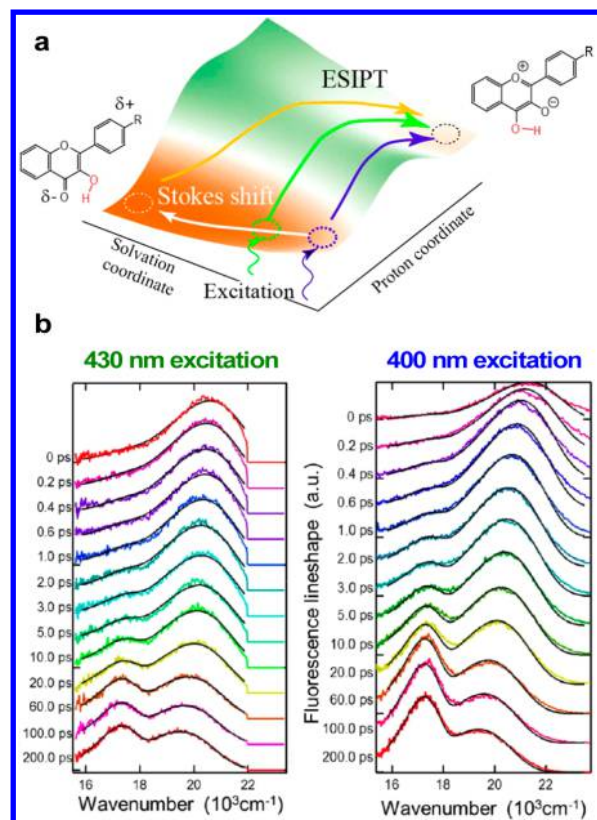 a
ESIPT
δ+
R
O
O
H
δ-
Stokes shift
Solvation
coordinate
Excitation
Proton coordinate
R
O
⊕
O
⊖
O
H
b
430 nm excitation
400 nm excitation
0 ps
0.2 ps
0.4 ps
0.6 ps
1.0 ps
2.0 ps
3.0 ps
5.0 ps
10.0 ps
20.0 ps
60.0 ps
100.0 ps
200.0 ps
16 18 20 22
Wavenumber (10³cm⁻¹)
Fluorescence lineshape (a.u.)
0 ps
0.2 ps
0.4 ps
0.6 ps
1.0 ps
2.0 ps
3.0 ps
5.0 ps
10.0 ps
20.0 ps
60.0 ps
100.0 ps
200.0 ps
16 18 20 22
Wavenumber (10³cm⁻¹)